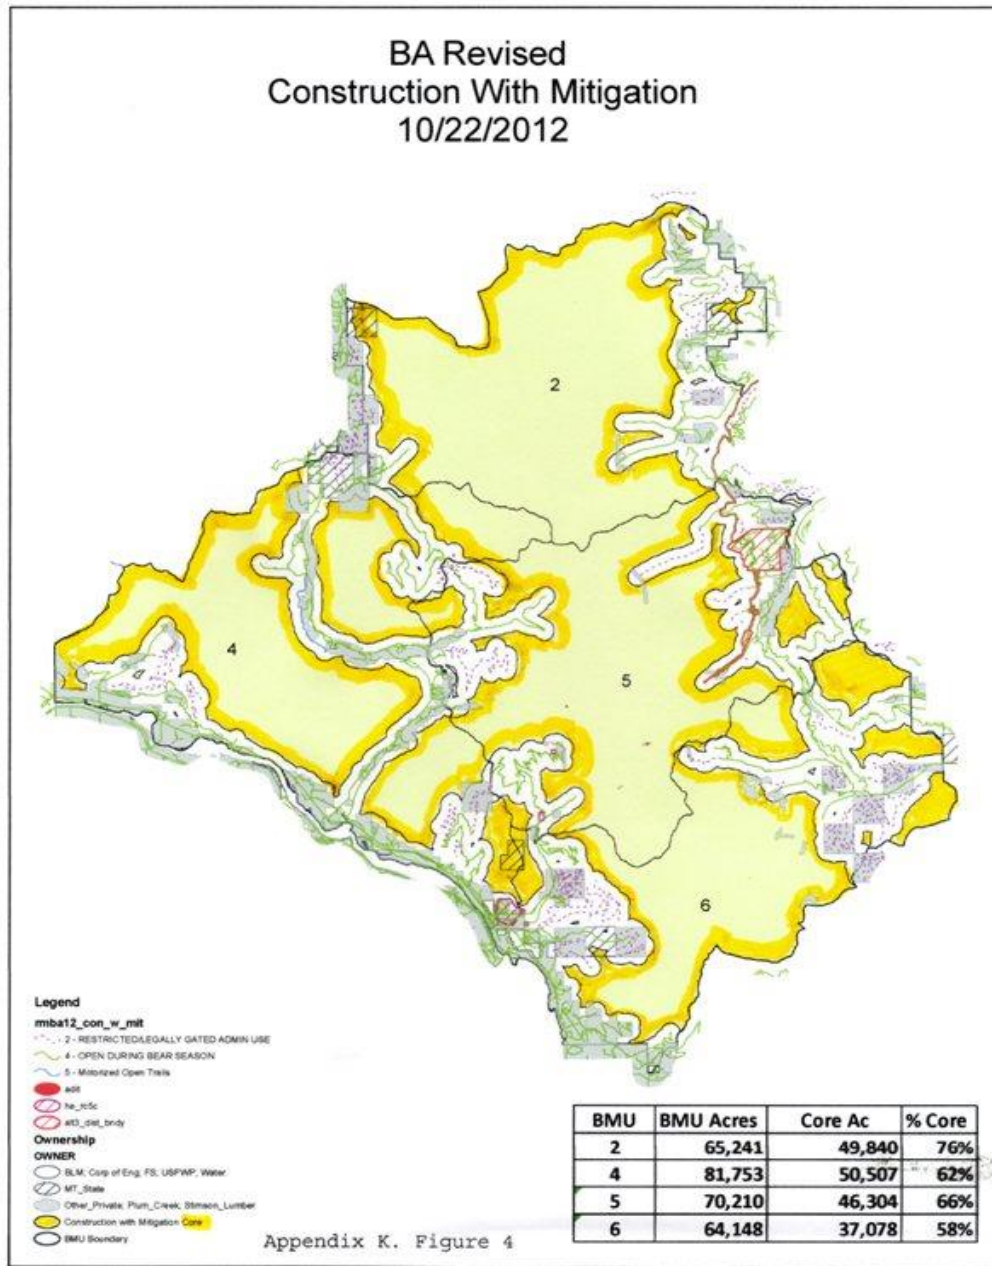 BA Revised
Construction With Mitigation
10/22/2012
2
4
5
6
Legend
rmba12_con_w_mit
2 - RESTRICTED/LEGALLY GATED ADMIN USE
4 - OPEN DURING BEAR SEASON
5 - Motorized Open Trails
adit
he_rc5c
alt3_dist_bndy
Ownership
OWNER
BLM; Corp of Eng; FS; USFWP; Water
MT_State
Other_Private; Plum_Creek; Stimson_Lumber
Construction with Mitigation Core
BMU Boundary
Appendix K. Figure 4
BMU BMU Acres Core Ac % Core
2 65,241 49,840 76%
4 81,753 50,507 62%
5 70,210 46,304 66%
6 64,148 37,078 58%